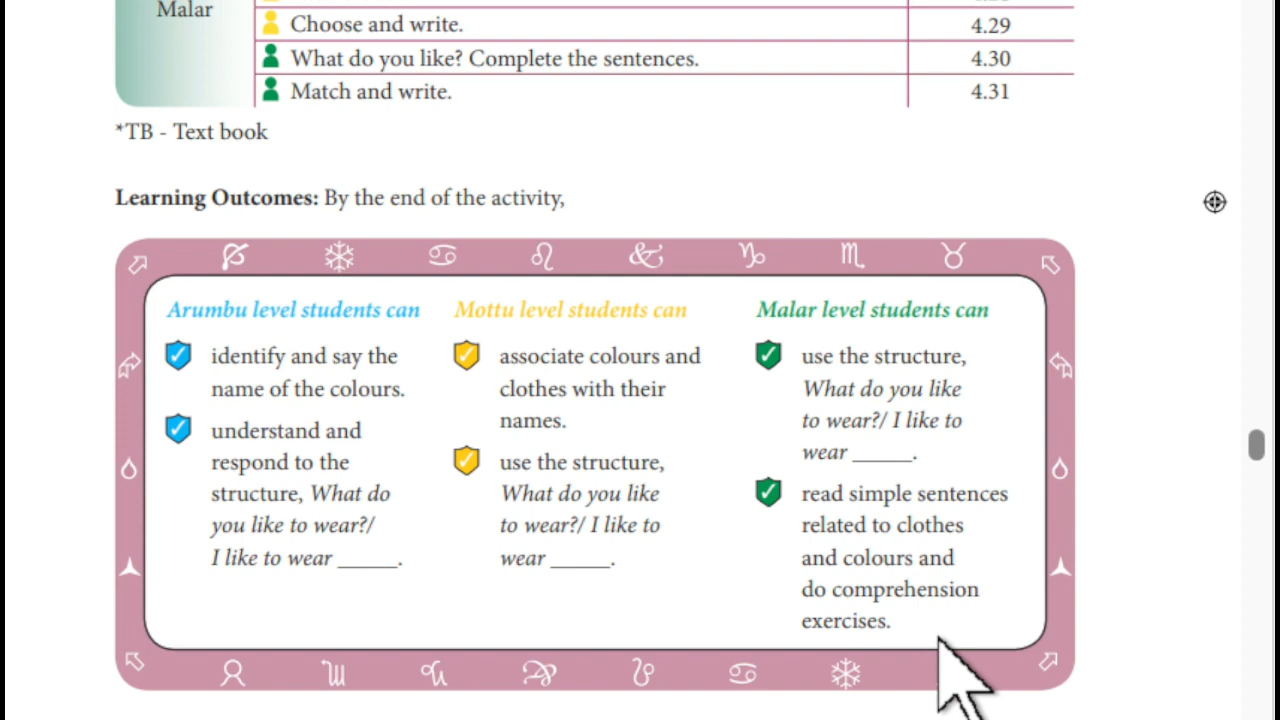 Malar
Choose and write. 4.29
What do you like? Complete the sentences. 4.30
Match and write. 4.31
*TB - Text book
Learning Outcomes: By the end of the activity,
Arumbu level students can
identify and say the
name of the colours.
understand and
respond to the
structure, What do
you like to wear?/
I like to wear _____.
Mottu level students can
associate colours and
clothes with their
names.
use the structure,
What do you like
to wear?/ I like to
wear _____.
Malar level students can
use the structure,
What do you like
to wear?/ I like to
wear _____.
read simple sentences
related to clothes
and colours and
do comprehension
exercises.